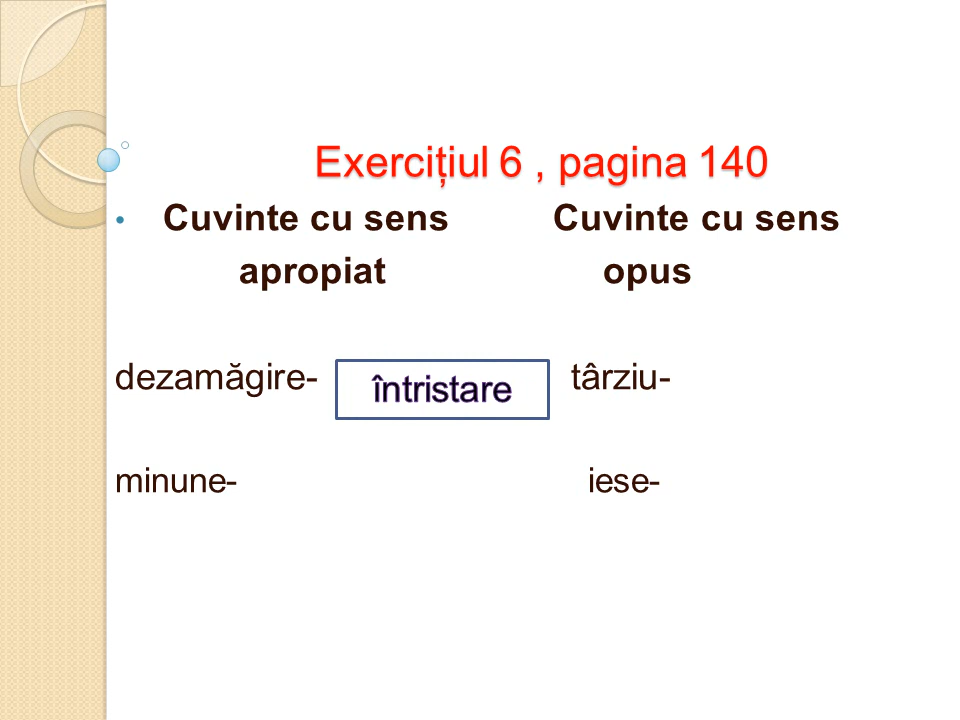 Exercițiul 6 , pagina 140
• Cuvinte cu sens Cuvinte cu sens
apropiat opus
dezamăgire- întristare târziu-
minune- iese-